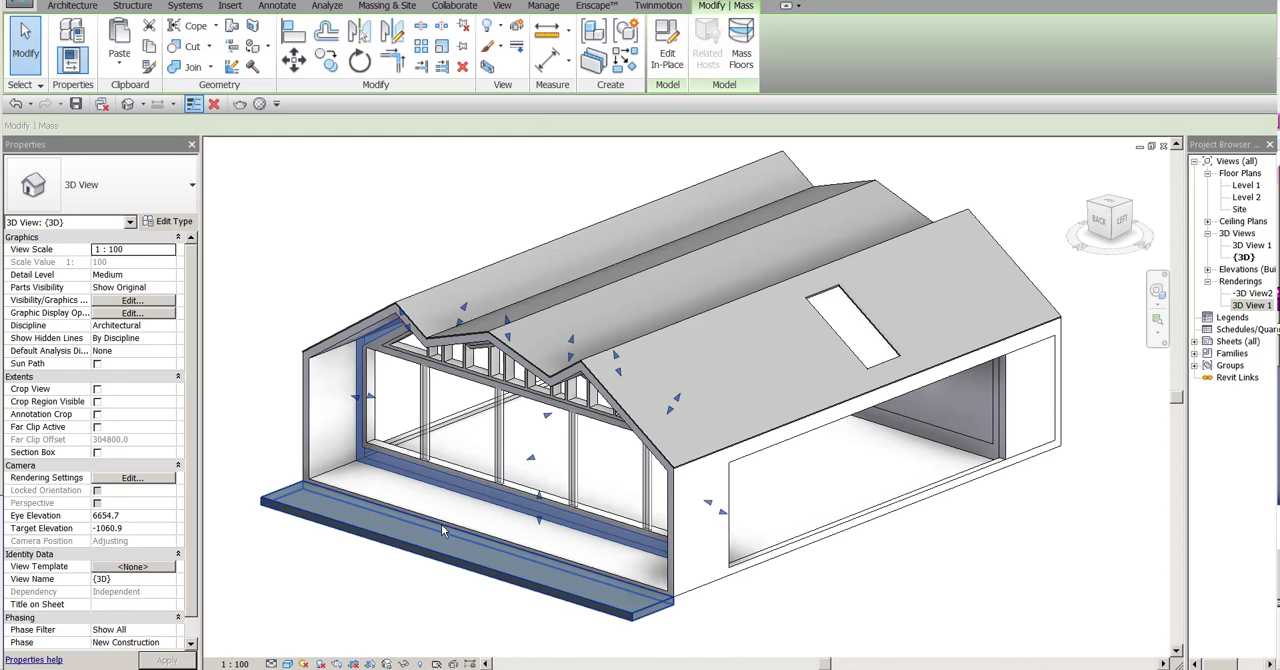 Architecture Structure Systems Insert Annotate Analyze Massing & Site Collaborate View Manage Enscape™ Twinmotion Modify | Mass
Modify
Paste
Cope
Cut
Join
Edit In-Place
Related Hosts
Mass Floors
Select Properties Clipboard Geometry Modify View Measure Create Model Model
Modify | Mass
Properties
3D View
3D View: {3D} Edit Type
Graphics
View Scale 1 : 100
Scale Value 1: 100
Detail Level Medium
Parts Visibility Show Original
Visibility/Graphics ... Edit...
Graphic Display Op... Edit...
Discipline Architectural
Show Hidden Lines By Discipline
Default Analysis Di... None
Sun Path
Extents
Crop View
Crop Region Visible
Annotation Crop
Far Clip Active
Far Clip Offset 304800.0
Section Box
Camera
Rendering Settings Edit...
Locked Orientation
Perspective
Eye Elevation 6654.7
Target Elevation -1060.9
Camera Position Adjusting
Identity Data
View Template <None>
View Name {3D}
Dependency Independent
Title on Sheet
Phasing
Phase Filter Show All
Phase New Construction
Properties help Apply
1 : 100
BACK LEFT
Project Browser ...
Views (all)
Floor Plans
Level 1
Level 2
Site
Ceiling Plans
3D Views
3D View 1
{3D}
Elevations (Bui
Renderings
-3D View2
3D View 1
Legends
Schedules/Quan
Sheets (all)
Families
Groups
Revit Links